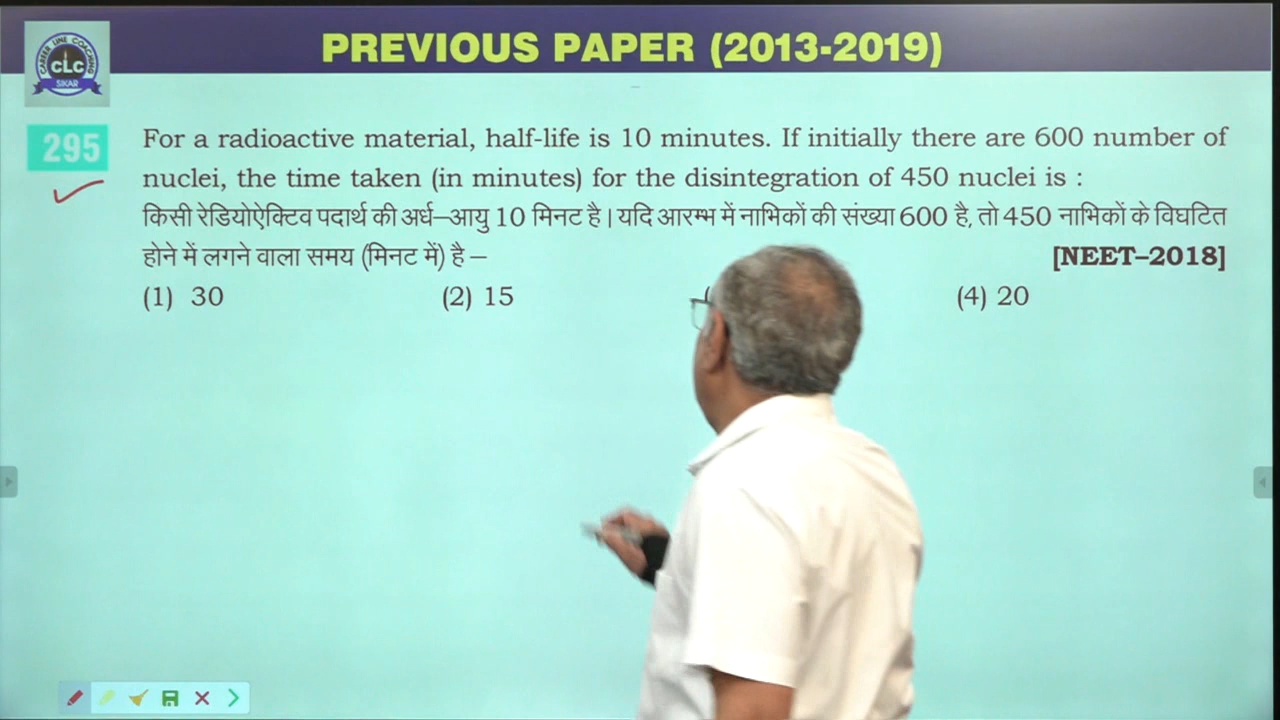 PREVIOUS PAPER (2013-2019)
CAREER LINE COACHING
CLC
SIKAR
295
For a radioactive material, half-life is 10 minutes. If initially there are 600 number of
nuclei, the time taken (in minutes) for the disintegration of 450 nuclei is :
किसी रेडियोऐक्टिव पदार्थ की अर्ध–आयु 10 मिनट है। यदि आरम्भ में नाभिकों की संख्या 600 है, तो 450 नाभिकों के विघटित
होने में लगने वाला समय (मिनट में) है –
[NEET–2018]
(1) 30
(2) 15
(4) 20